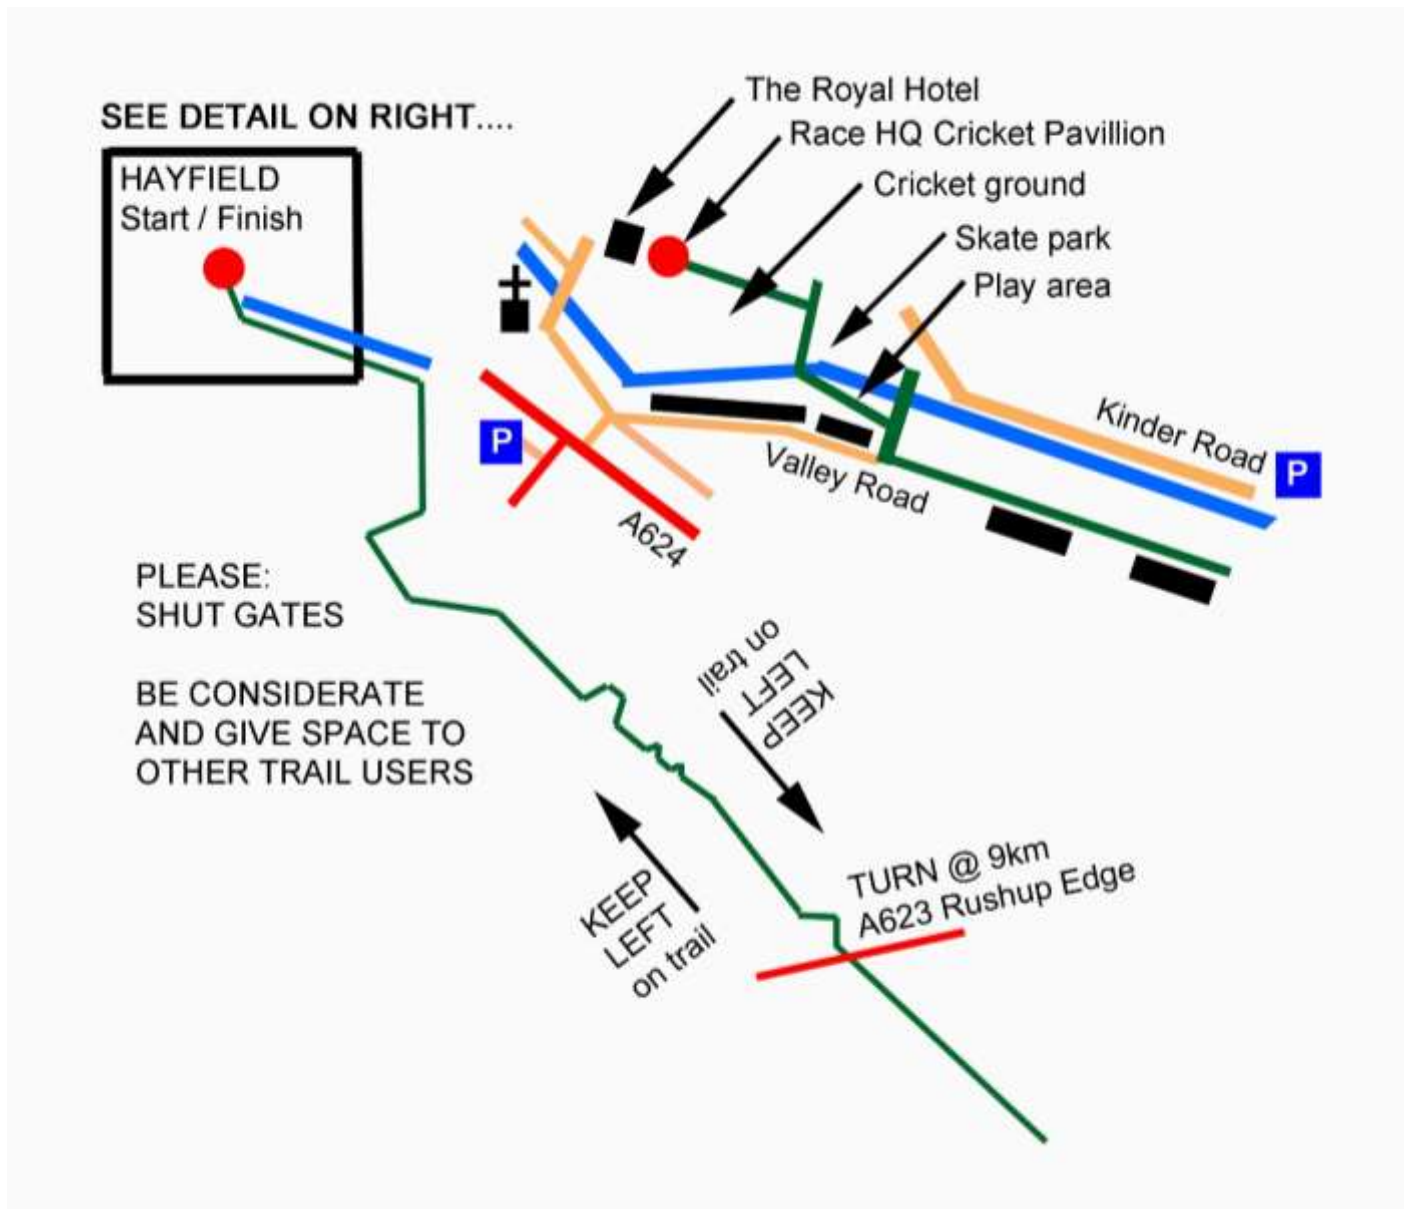 SEE DETAIL ON RIGHT....
HAYFIELD
Start / Finish
The Royal Hotel
Race HQ Cricket Pavillion
Cricket ground
Skate park
Play area
Kinder Road
P
P
Valley Road
A624
PLEASE:
SHUT GATES
BE CONSIDERATE
AND GIVE SPACE TO
OTHER TRAIL USERS
KEEP
LEFT
on trail
KEEP
LEFT
on trail
TURN @ 9km
A623 Rushup Edge